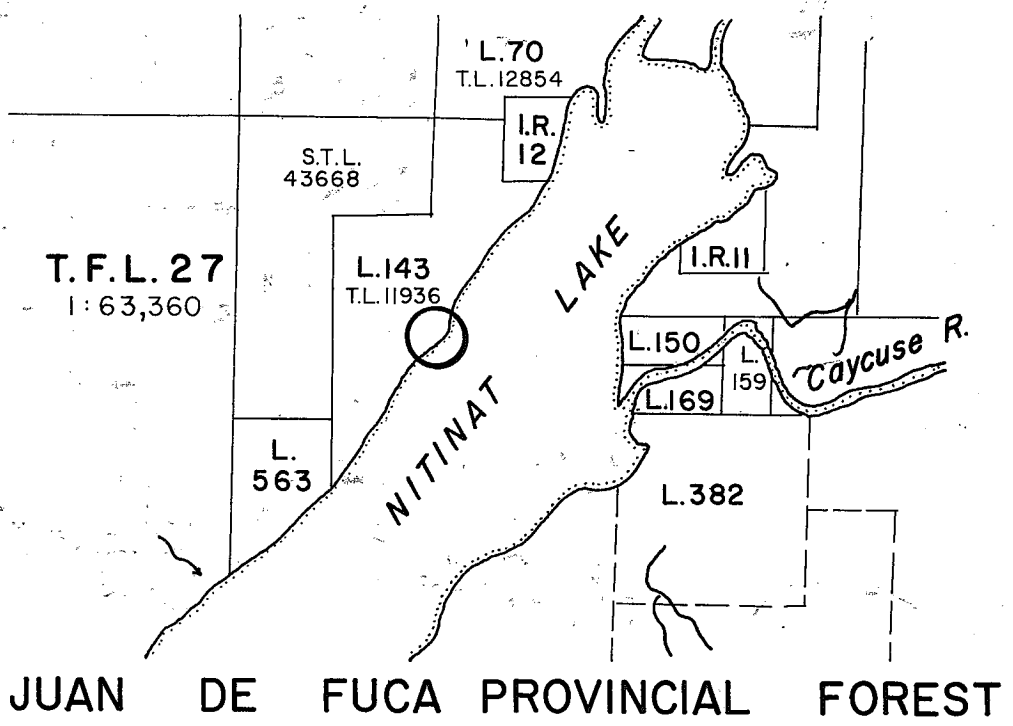 L.70
T.L.12854
I.R.
12
S.T.L.
43668
T.F.L. 27
1:63,360
L.143
T.L.11936
LAKE
I.R.11
L.150
L.
159
Caycuse R.
L.169
NITINAT
L.
563
L.382
JUAN DE FUCA PROVINCIAL FOREST